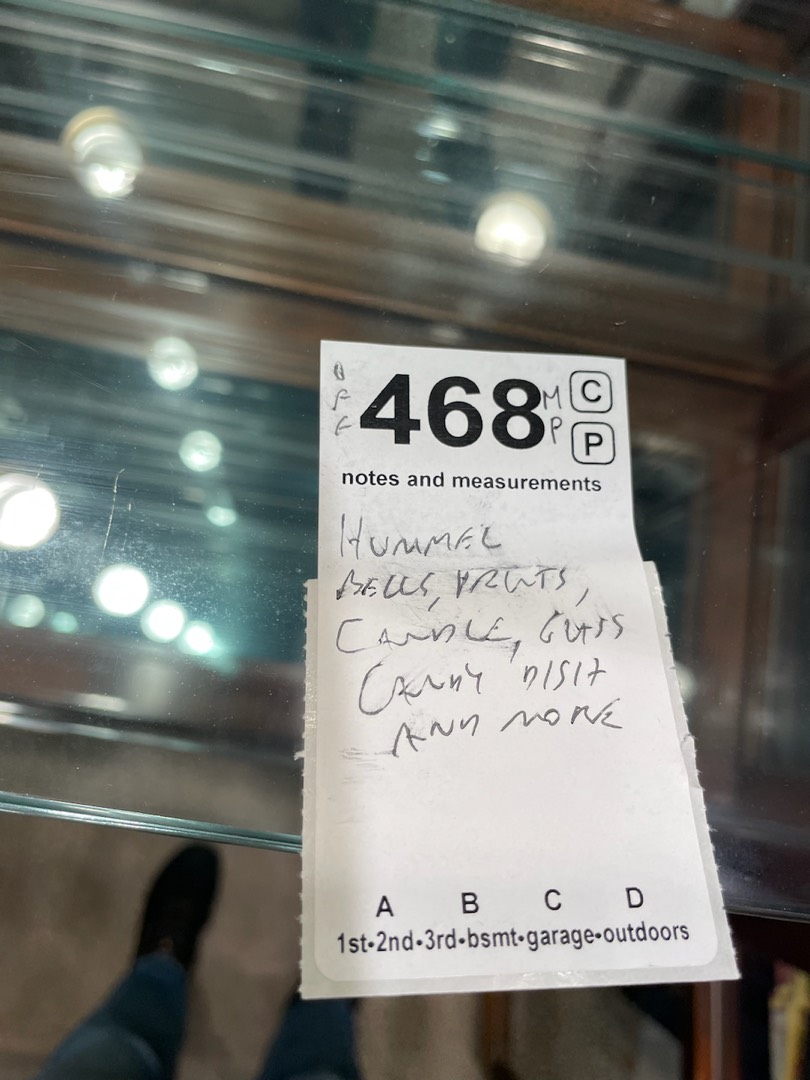 468 C
P
notes and measurements
HUMMEL
BELLS, PRINTS,
CANDLE, GLASS
CANDY DISH
AND MORE
A B C D
1st•2nd•3rd•bsmt•garage•outdoors